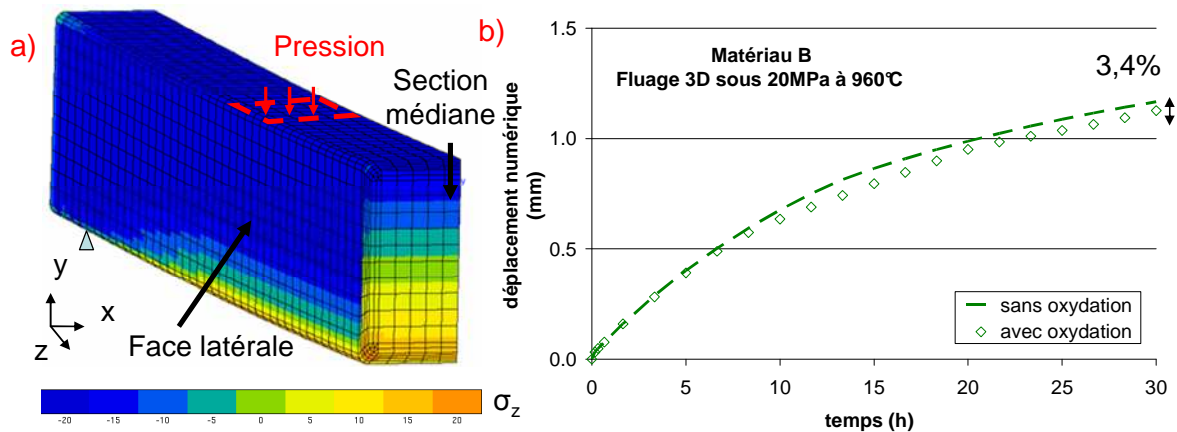 a)
Pression
Section
médiane
y
x
z
Face latérale
σz
-20 -15 -10 -5 0 5 10 15 20
b)
Matériau B
Fluage 3D sous 20MPa à 960°C
3,4%
déplacement numérique
(mm)
1.5
1.0
0.5
0.0
sans oxydation
avec oxydation
0 5 10 15 20 25 30
temps (h)